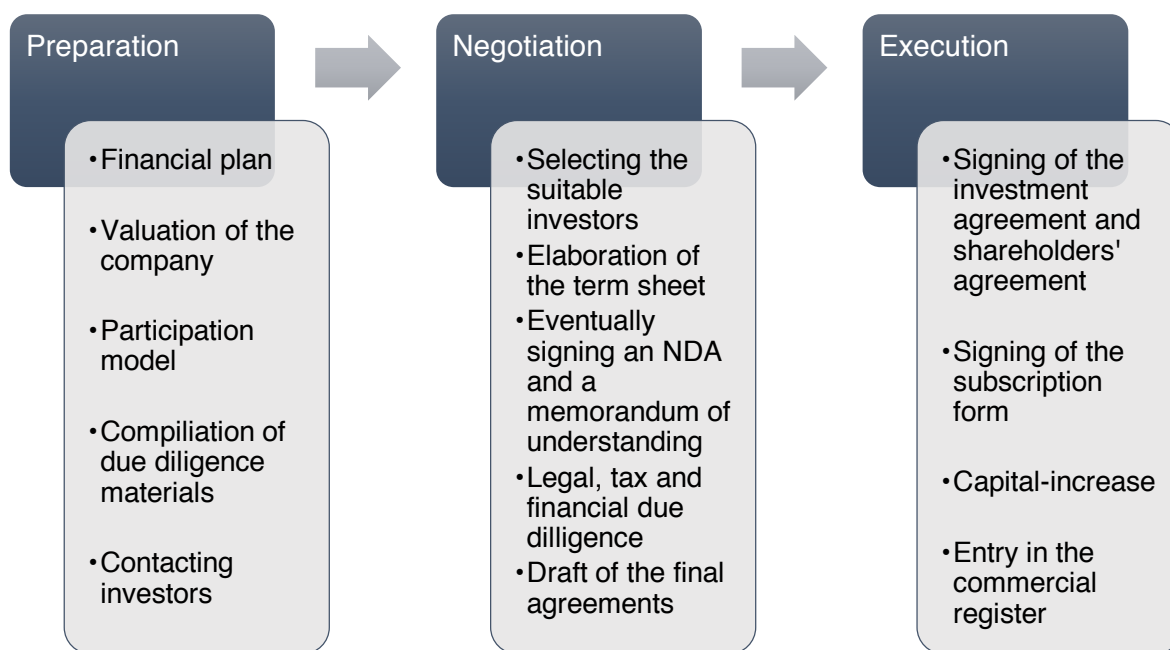 Preparation
•Financial plan
•Valuation of the
company
•Participation
model
•Compiliation of
due diligence
materials
•Contacting
investors
Negotiation
•Selecting the
suitable
investors
•Elaboration of
the term sheet
•Eventually
signing an NDA
and a
memorandum of
understanding
•Legal, tax and
financial due
dilligence
•Draft of the final
agreements
Execution
•Signing of the
investment
agreement and
shareholders'
agreement
•Signing of the
subscription
form
•Capital-increase
•Entry in the
commercial
register